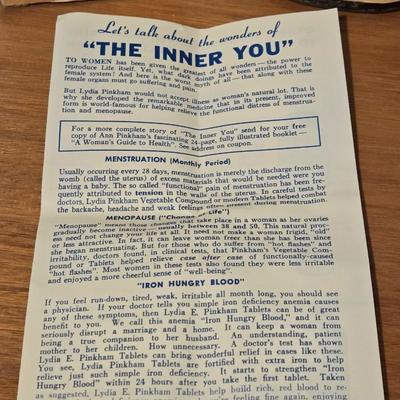 Let's talk about the wonders of
"THE INNER YOU"
TO WOMEN has been given the greatest of all wonders — the power to
reproduce Life itself. Yet, what dark doings have been attributed to the
female system! And here is the worst myth of all — that along with these
female organs must go suffering and pain.
But Lydia Pinkham would not accept illness as woman's natural lot. That is
why she developed the remarkable medicine that in its present, improved
form is world-famous for helping relieve the functional distress of menstrua-
tion and menopause.
For a more complete story of "The Inner You" send for your free
copy of Ann Pinkham's fascinating 24-page, fully illustrated booklet —
"A Woman's Guide to Health". See address on coupon.
MENSTRUATION (Monthly Period)
Usually occurring every 28 days, menstruation is merely the discharge from the
womb (called the uterus) of excess materials that would be needed were you
having a baby. The so called "functional" pain of menstruation has been fre-
quently attributed to tension in the walls of the uterus. In careful tests by
doctors, Lydia Pinkham Vegetable Compound or modern Tablets helped combat
the backache, headache and weak feelings often present during menstruation.
MENOPAUSE ("Change of Life")
"Menopause" means those changes that take place in a woman as her ovaries
gradually become inactive, usually between 38 and 50. This natural pro-
cess need not change you at all. It need not make a woman frigid, "old"
or less attractive. In fact, it can leave woman freer than she has been since
she began menstruating. But for those who do suffer from "hot flashes" and
irritability, doctors found, in clinical tests, that Pinkham's Vegetable Com-
pound or Tablets helped relieve case after case of functionally-caused
"hot flashes". Most women in these tests also found they were less irritable
and enjoyed a more cheerful sense of "well-being".
"IRON HUNGRY BLOOD"
If you feel run-down, tired, weak, irritable all month long, you should see
a physician. If your doctor tells you simple iron deficiency anemia causes
any of these symptoms, then Lydia E. Pinkham Tablets can be of great
benefit to you. We call this anemia "Iron Hungry Blood," and it can
seriously disrupt a marriage and a home. It can keep a woman from
being a true companion to her husband. An understanding, patient
mother to her children. How unnecessary. A doctor's test has shown
Lydia E. Pinkham Tablets can bring wonderful relief in cases like these.
You see, Lydia Pinkham Tablets are fortified with extra iron to help
relieve just such simple iron deficiency. It starts to strengthen "Iron
Hungry Blood" within 24 hours after you take the first tablet. Taken
as suggested, Lydia E. Pinkham Tablets help build rich, red blood to re-